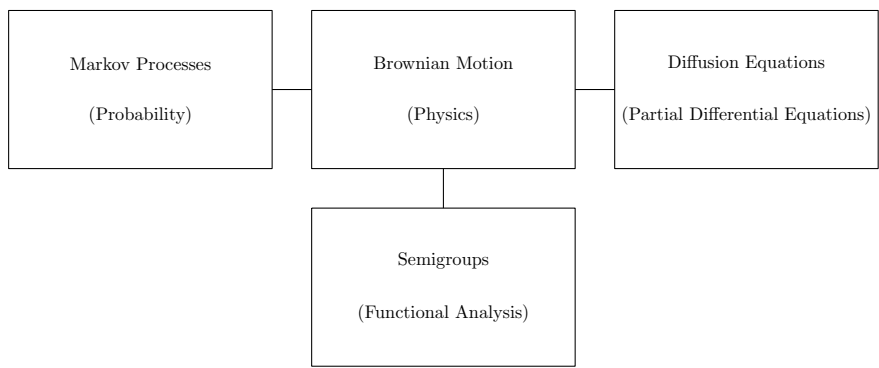 Markov Processes
(Probability)
Brownian Motion
(Physics)
Diffusion Equations
(Partial Differential Equations)
Semigroups
(Functional Analysis)